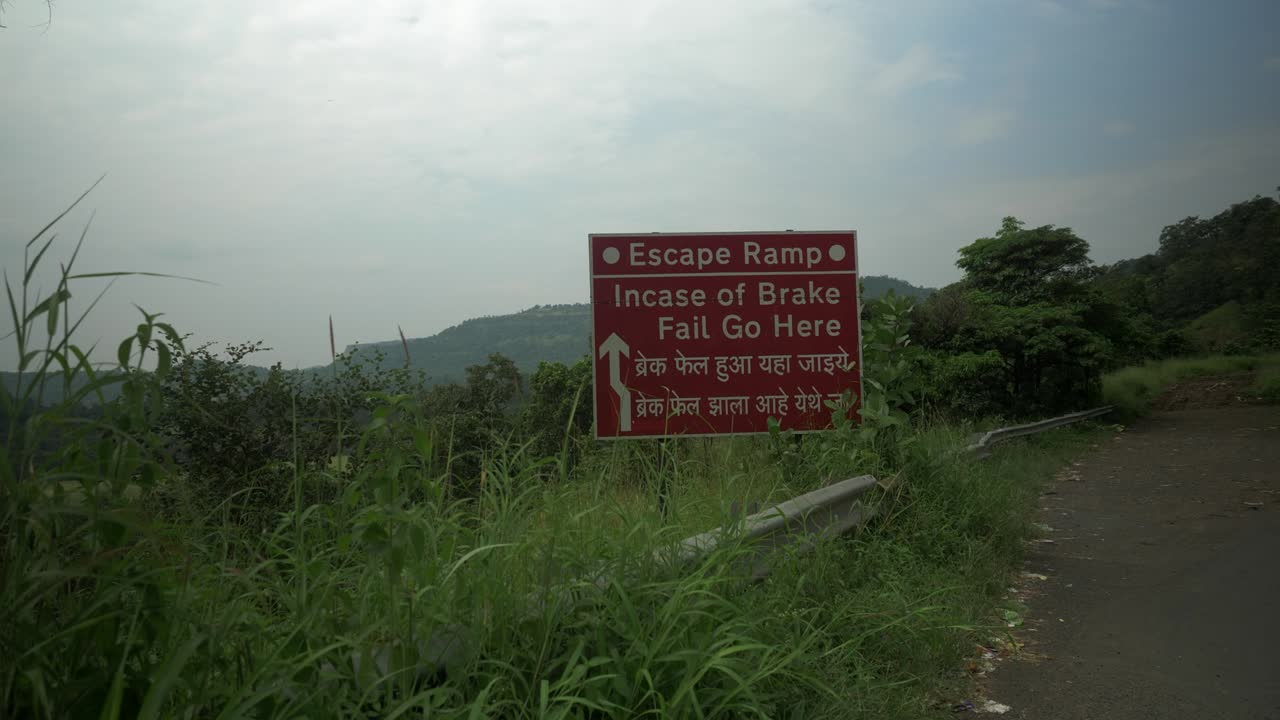 Escape Ramp
Incase of Brake
Fail Go Here
ब्रेक फेल हुआ यहा जाइये
ब्रेक फ्रेल झाला आहे येथे